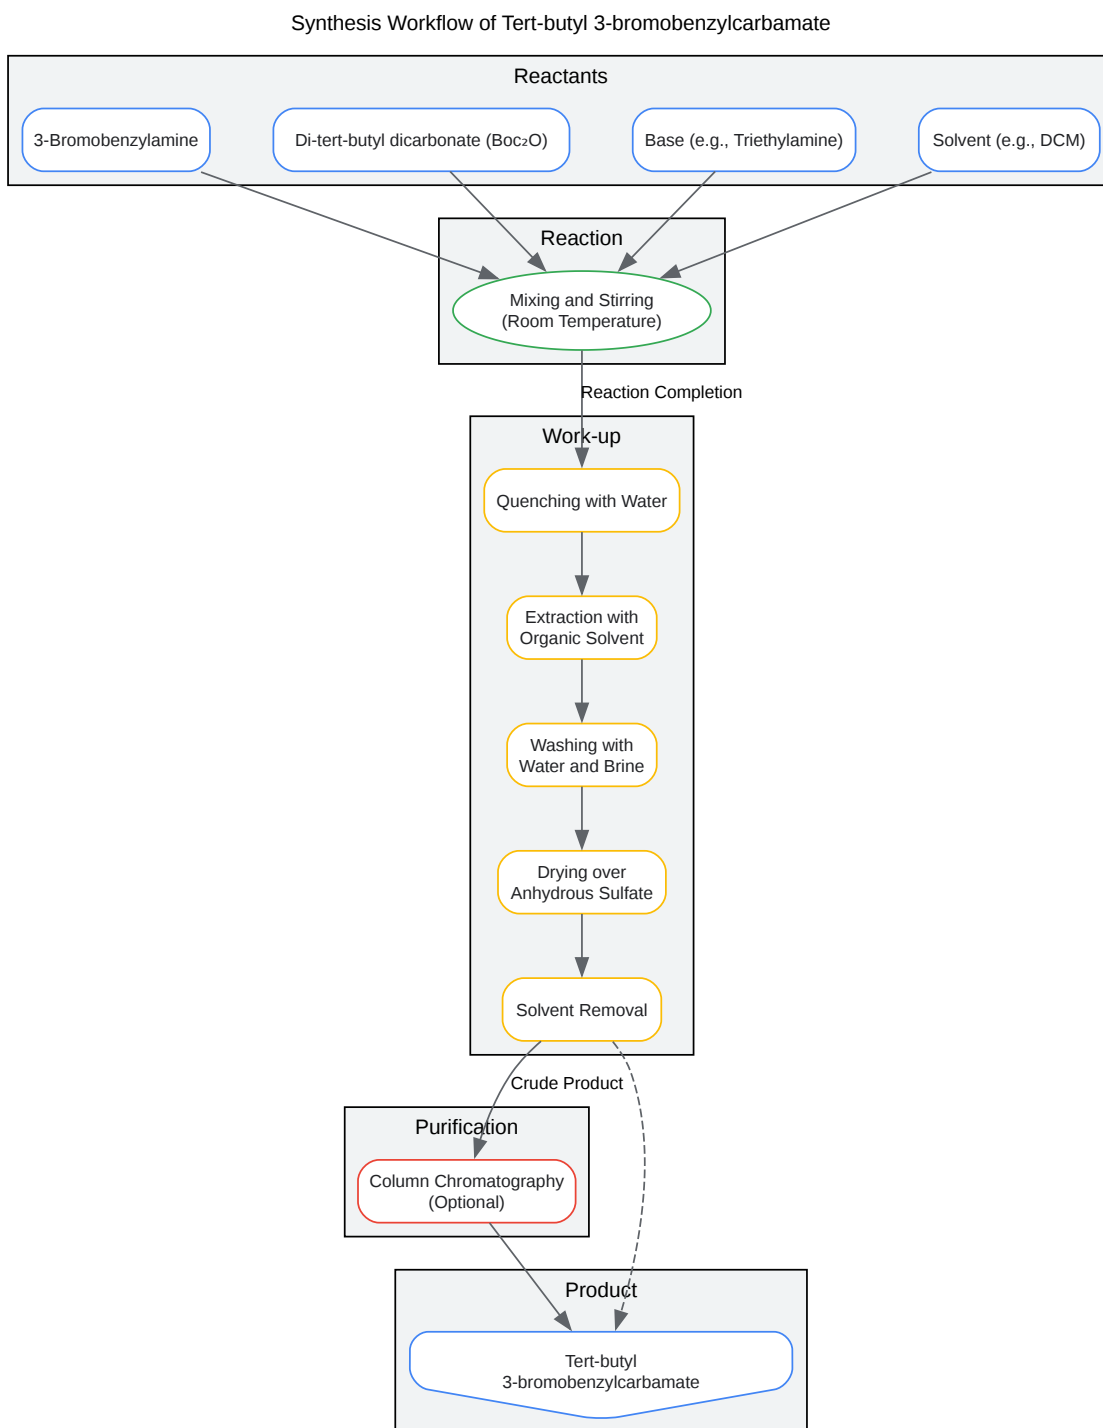 Synthesis Workflow of Tert-butyl 3-bromobenzylcarbamate
Reactants
3-Bromobenzylamine
Di-tert-butyl dicarbonate (Boc₂O)
Base (e.g., Triethylamine)
Solvent (e.g., DCM)
Reaction
Mixing and Stirring
(Room Temperature)
Reaction Completion
Work-up
Quenching with Water
Extraction with
Organic Solvent
Washing with
Water and Brine
Drying over
Anhydrous Sulfate
Solvent Removal
Crude Product
Purification
Column Chromatography
(Optional)
Product
Tert-butyl
3-bromobenzylcarbamate